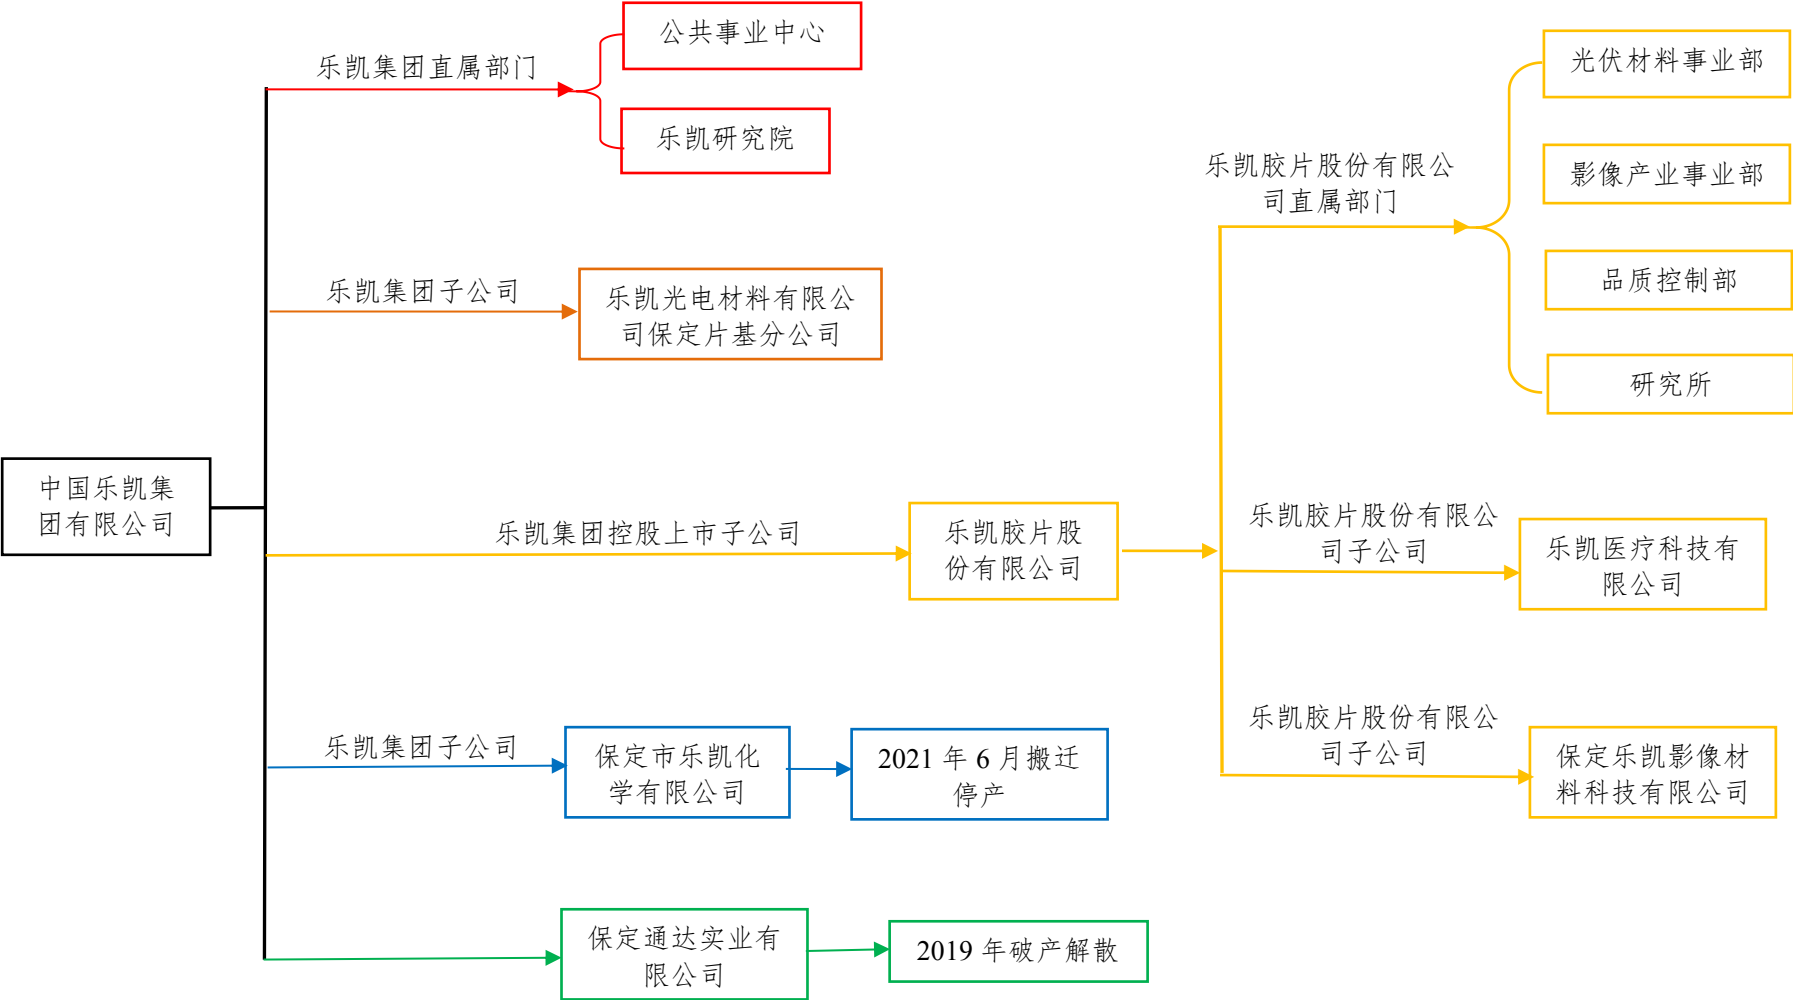 中国乐凯集
团有限公司
乐凯集团直属部门
公共事业中心
乐凯研究院
乐凯集团子公司
乐凯光电材料有限公
司保定片基分公司
乐凯集团控股上市子公司
乐凯胶片股
份有限公司
乐凯胶片股份有限公
司直属部门
光伏材料事业部
影像产业事业部
品质控制部
研究所
乐凯胶片股份有限公
司子公司
乐凯医疗科技有
限公司
乐凯胶片股份有限公
司子公司
保定乐凯影像材
料科技有限公司
乐凯集团子公司
保定市乐凯化
学有限公司
2021 年 6 月搬迁
停产
保定通达实业有
限公司
2019 年破产解散